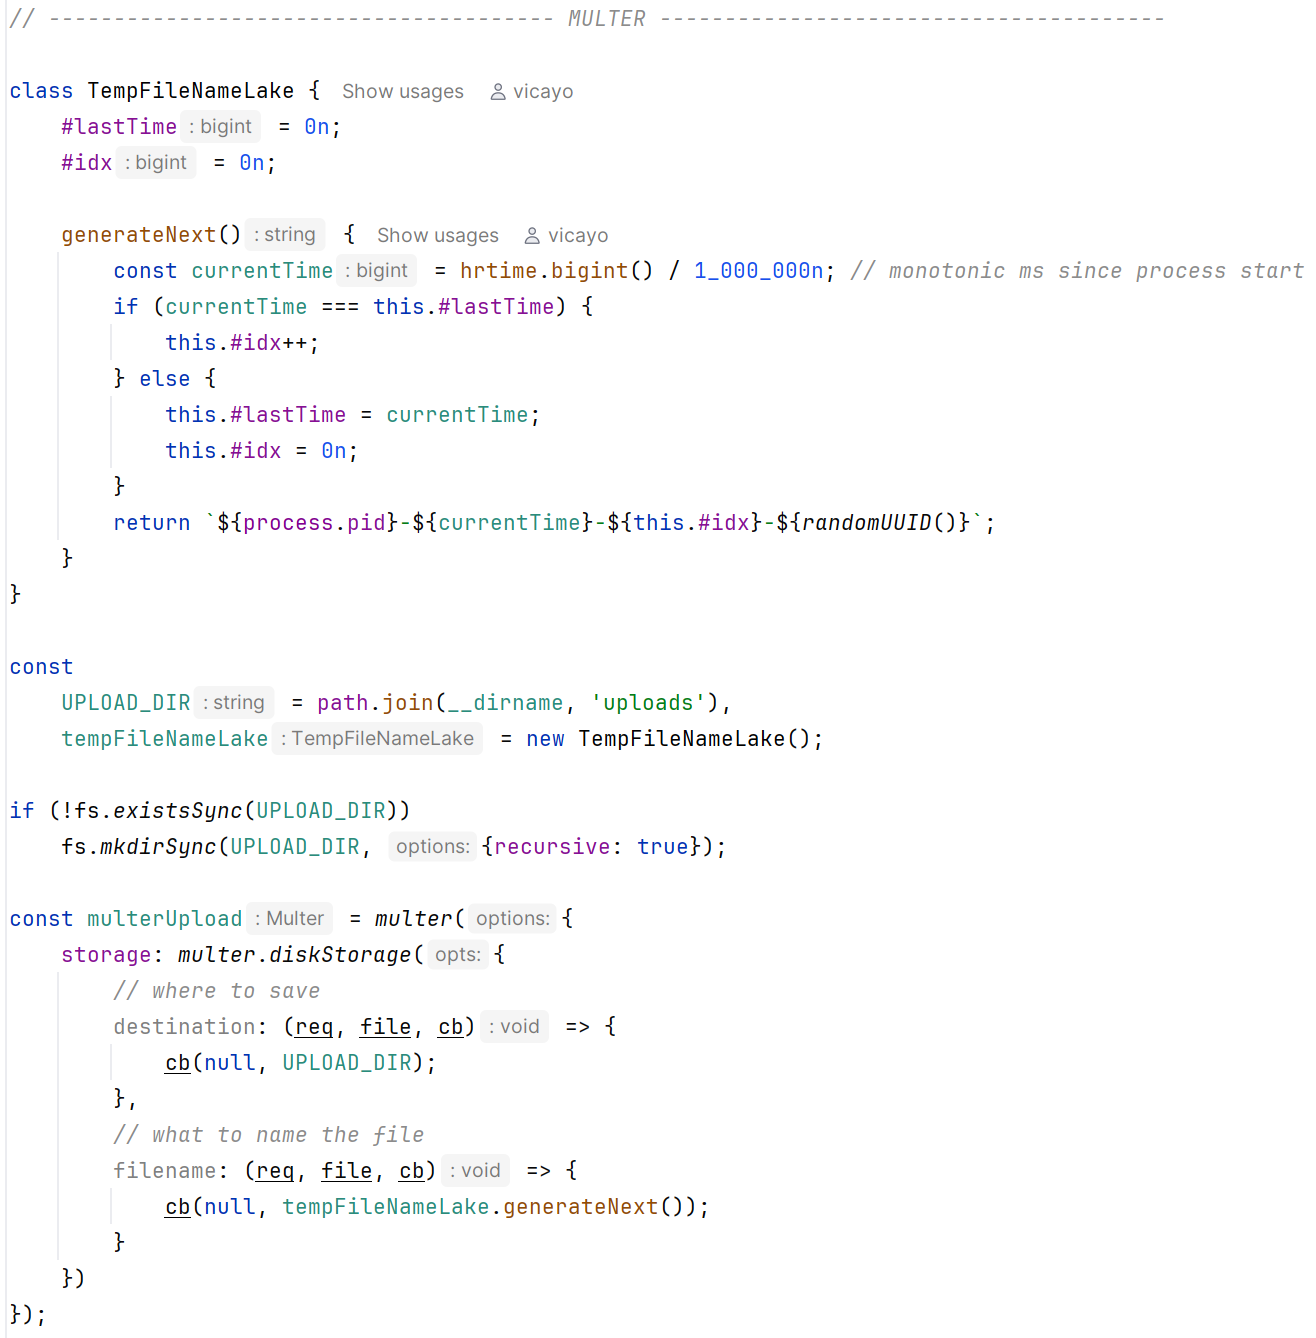 // --------------------------------------- MULTER ---------------------------------------
class TempFileNameLake {  Show usages  vicayo
    #lastTime : bigint = 0n;
    #idx : bigint = 0n;
    generateNext() : string {  Show usages  vicayo
        const currentTime : bigint = hrtime.bigint() / 1_000_000n; // monotonic ms since process start
        if (currentTime === this.#lastTime) {
            this.#idx++;
        } else {
            this.#lastTime = currentTime;
            this.#idx = 0n;
        }
        return `${process.pid}-${currentTime}-${this.#idx}-${randomUUID()}`;
    }
}
const
    UPLOAD_DIR : string = path.join(__dirname, 'uploads'),
    tempFileNameLake : TempFileNameLake = new TempFileNameLake();
if (!fs.existsSync(UPLOAD_DIR))
    fs.mkdirSync(UPLOAD_DIR, options: {recursive: true});
const multerUpload : Multer = multer( options: {
    storage: multer.diskStorage( opts: {
        // where to save
        destination: (req, file, cb) : void => {
            cb(null, UPLOAD_DIR);
        },
        // what to name the file
        filename: (req, file, cb) : void => {
            cb(null, tempFileNameLake.generateNext());
        }
    })
});